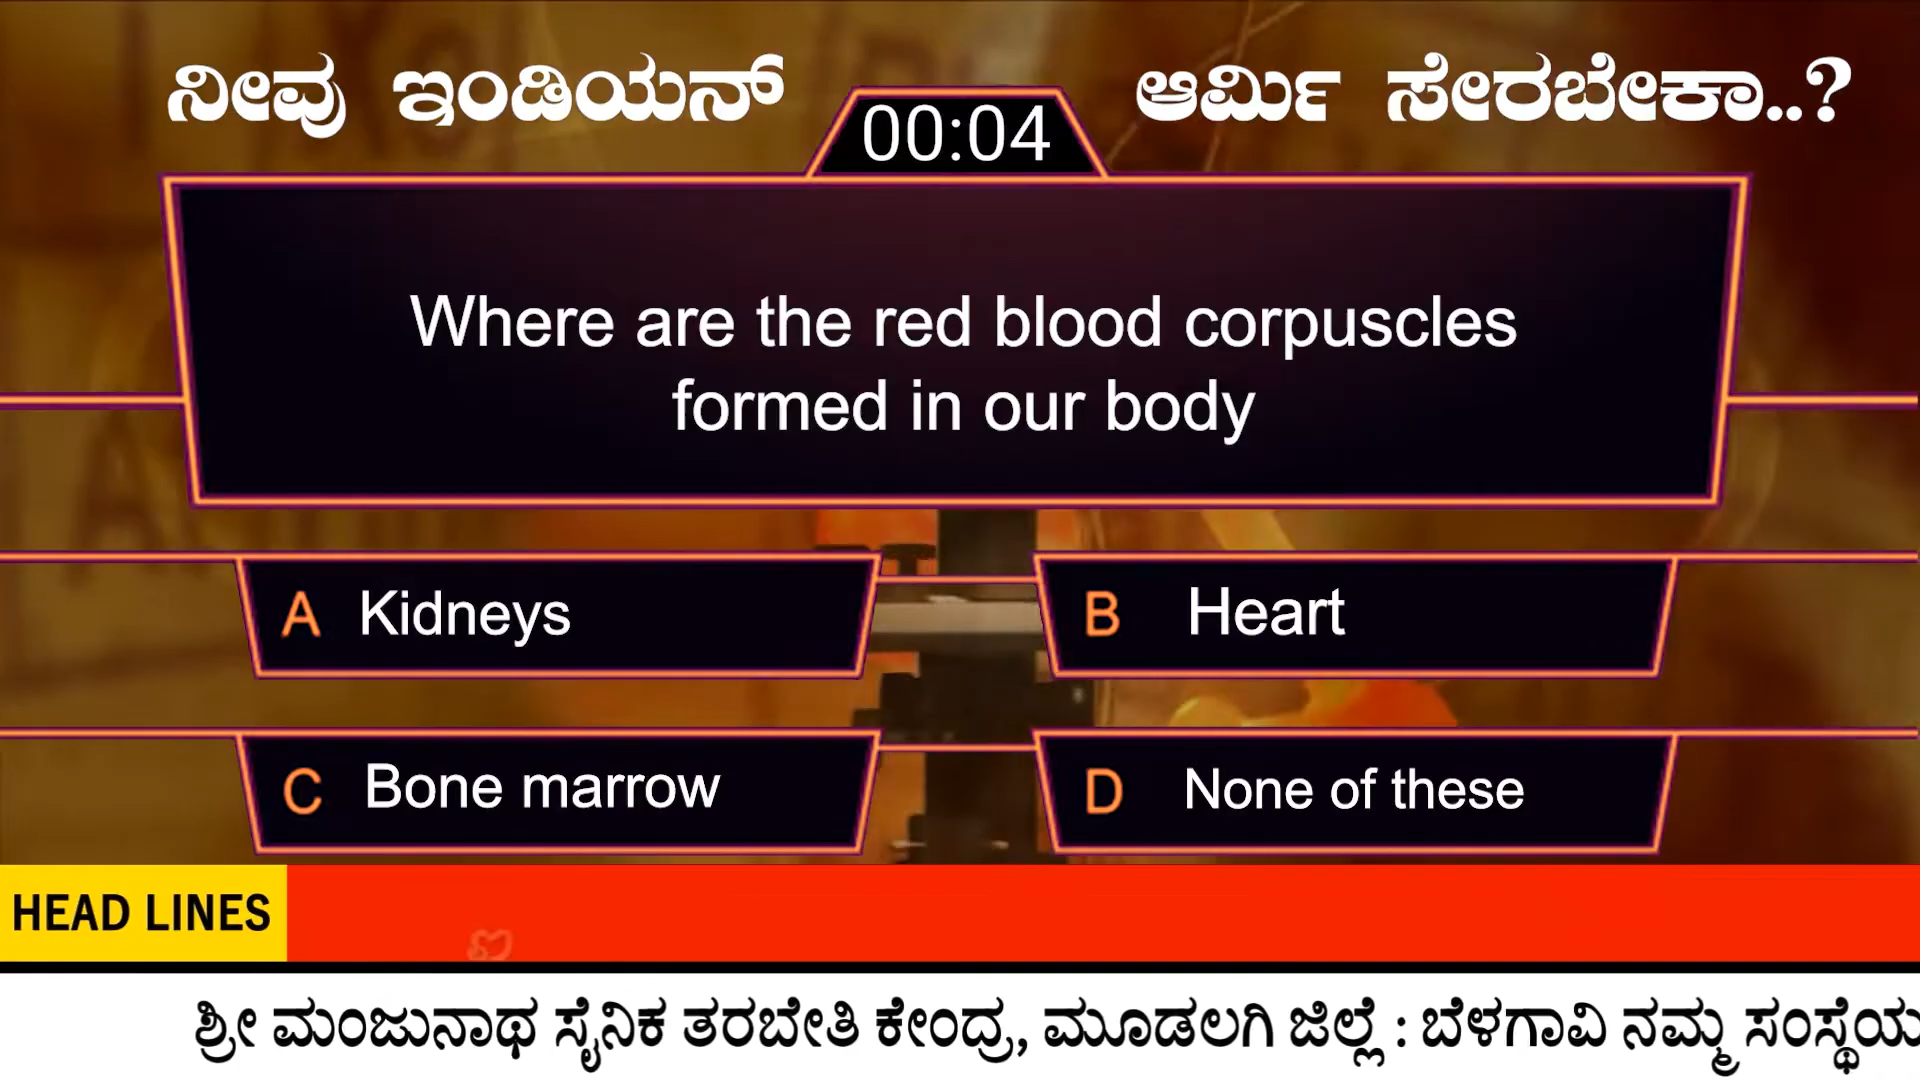 ನೀವು ಇಂಡಿಯನ್ ಆರ್ಮಿ ಸೇರಬೇಕಾ..?
00:04
Where are the red blood corpuscles
formed in our body
A Kidneys
B Heart
C Bone marrow
D None of these
HEAD LINES
ಶ್ರೀ ಮಂಜುನಾಥ ಸೈನಿಕ ತರಬೇತಿ ಕೇಂದ್ರ, ಮೂಡಲಗಿ ಜಿಲ್ಲೆ : ಬೆಳಗಾವಿ ನಮ್ಮ ಸಂಸ್ಥೆಯ